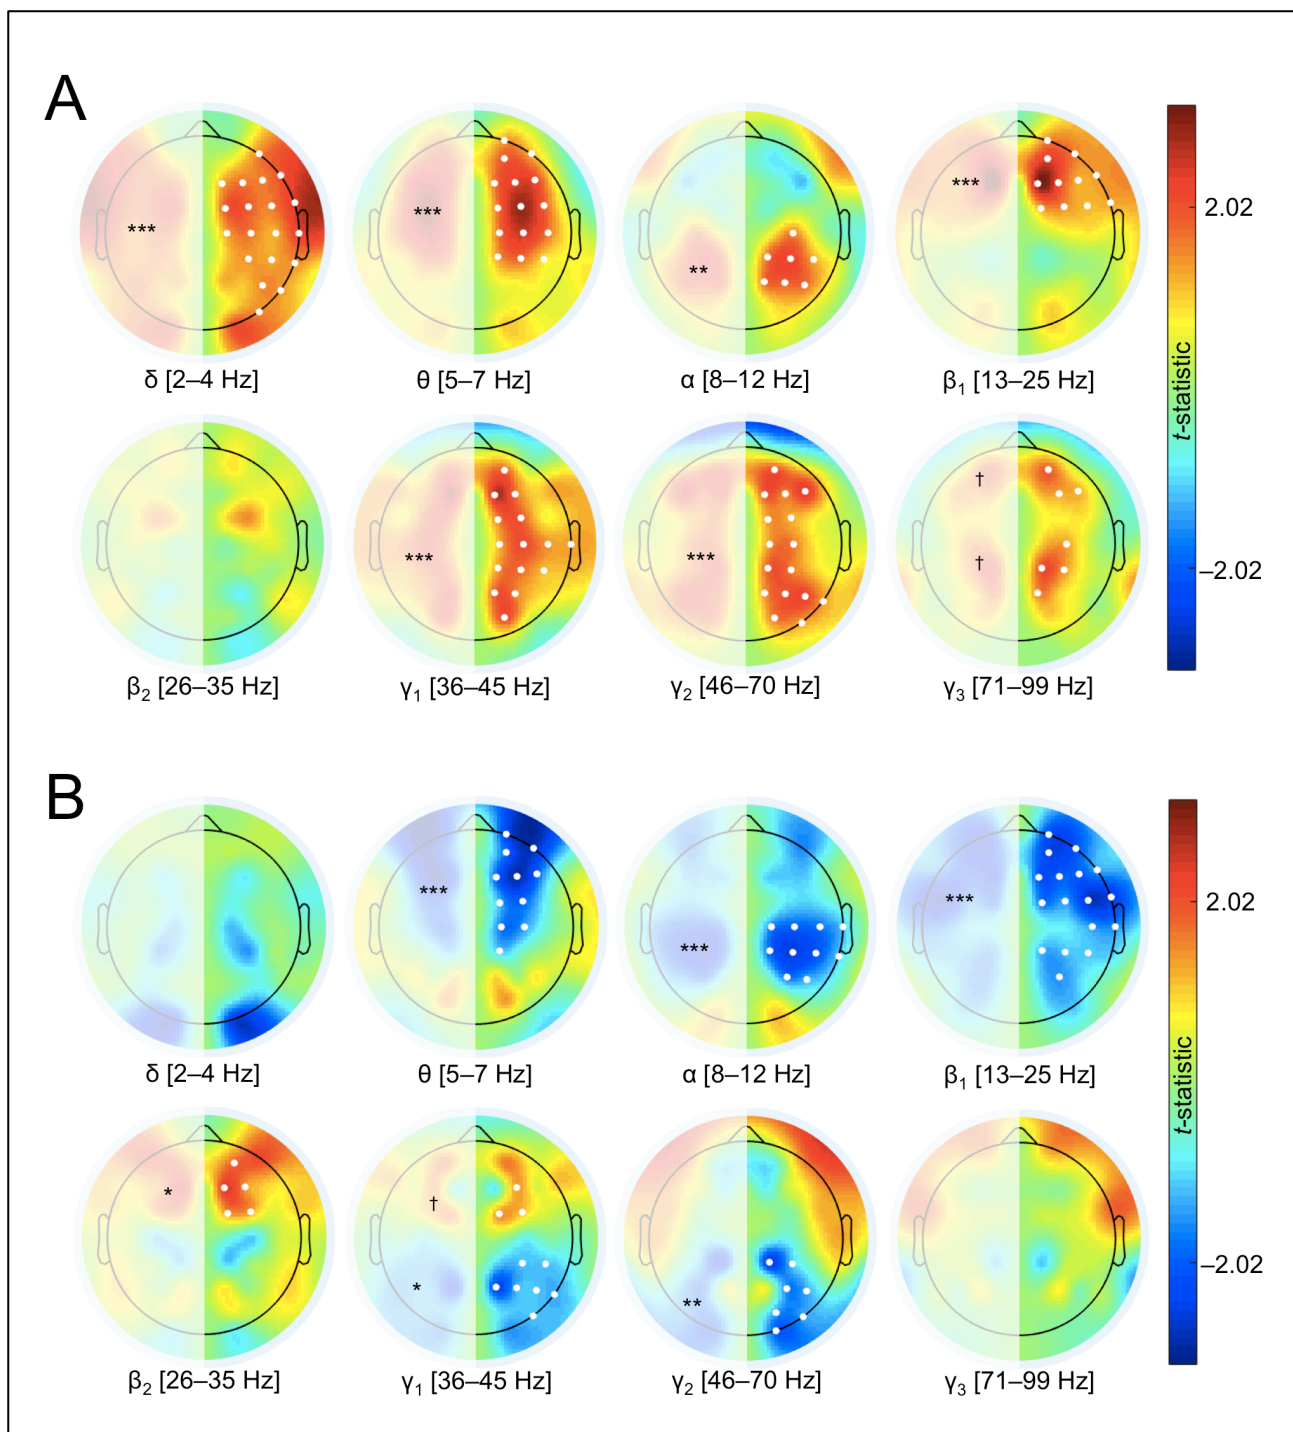 A
*** *** ** ***
2.02
t-statistic
–2.02
δ [2–4 Hz] θ [5–7 Hz] α [8–12 Hz] β₁ [13–25 Hz]
*** *** † †
β₂ [26–35 Hz] γ₁ [36–45 Hz] γ₂ [46–70 Hz] γ₃ [71–99 Hz]
B
*** *** ***
2.02
t-statistic
–2.02
δ [2–4 Hz] θ [5–7 Hz] α [8–12 Hz] β₁ [13–25 Hz]
* † * **
β₂ [26–35 Hz] γ₁ [36–45 Hz] γ₂ [46–70 Hz] γ₃ [71–99 Hz]